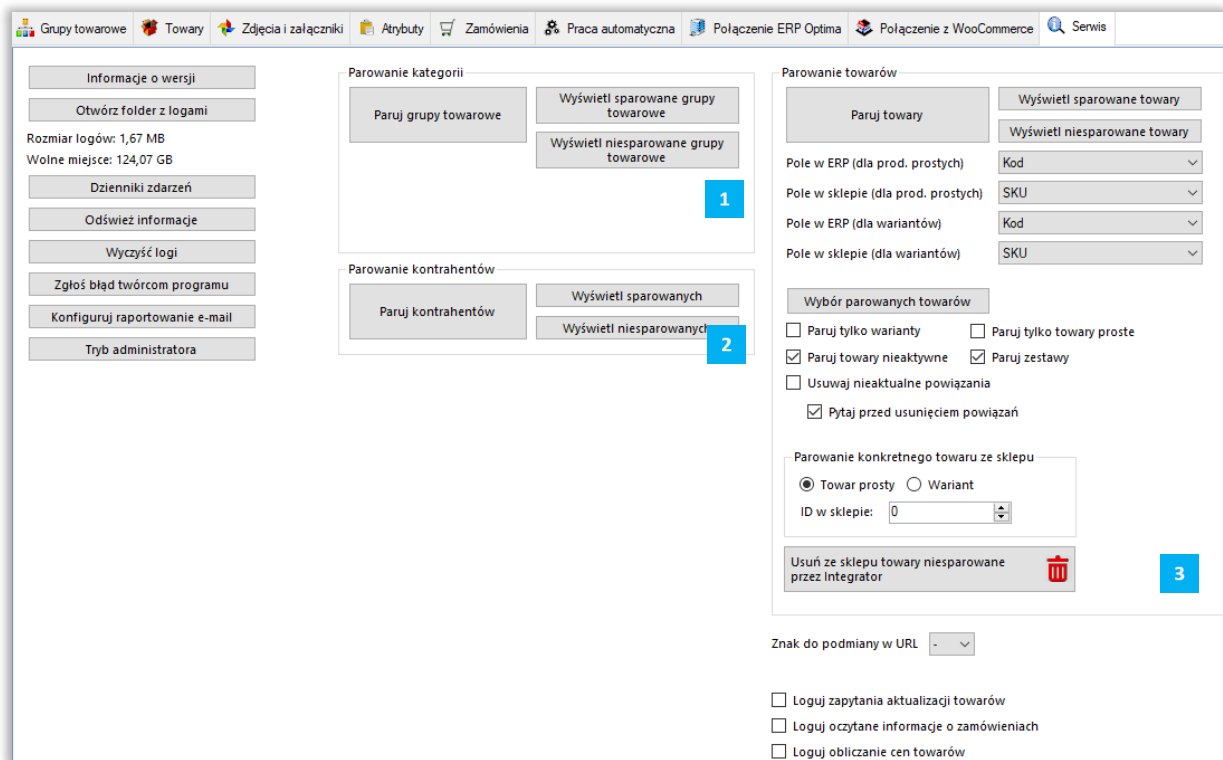 Grupy towarowe
Towary
Zdjęcia i załączniki
Atrybuty
Zamówienia
Praca automatyczna
Połączenie ERP Optima
Połączenie z WooCommerce
Serwis
Informacje o wersji
Otwórz folder z logami
Rozmiar logów: 1,67 MB
Wolne miejsce: 124,07 GB
Dzienniki zdarzeń
Odśwież informacje
Wyczyść logi
Zgłoś błąd twórcom programu
Konfiguruj raportowanie e-mail
Tryb administratora
Parowanie kategorii
Paruj grupy towarowe
Wyświetl sparowane grupy
towarowe
Wyświetl niesparowane grupy
towarowe
1
Parowanie kontrahentów
Paruj kontrahentów
Wyświetl sparowanych
Wyświetl niesparowanych
2
Parowanie towarów
Paruj towary
Wyświetl sparowane towary
Wyświetl niesparowane towary
Pole w ERP (dla prod. prostych)
Kod
Pole w sklepie (dla prod. prostych)
SKU
Pole w ERP (dla wariantów)
Kod
Pole w sklepie (dla wariantów)
SKU
Wybór parowanych towarów
Paruj tylko warianty
Paruj tylko towary proste
Paruj towary nieaktywne
Paruj zestawy
Usuwaj nieaktualne powiązania
Pytaj przed usunięciem powiązań
Parowanie konkretnego towaru ze sklepu
Towar prosty
Wariant
ID w sklepie:
0
Usuń ze sklepu towary niesparowane
przez Integrator
3
Znak do podmiany w URL
-
Loguj zapytania aktualizacji towarów
Loguj oczytane informacje o zamówieniach
Loguj obliczanie cen towarów